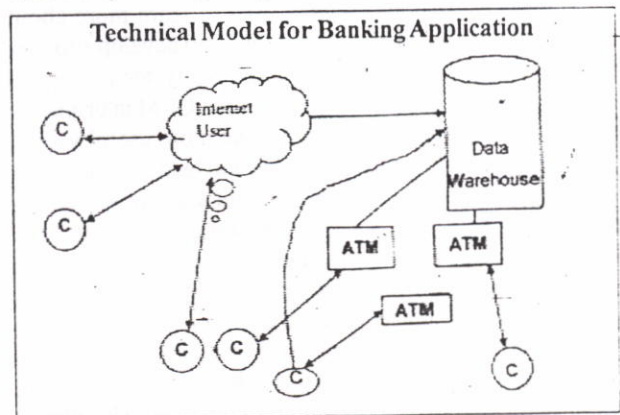 Technical Model for Banking Application
Internet
User
C
C
Data
Warehouse
ATM
ATM
ATM
C
C
C
C